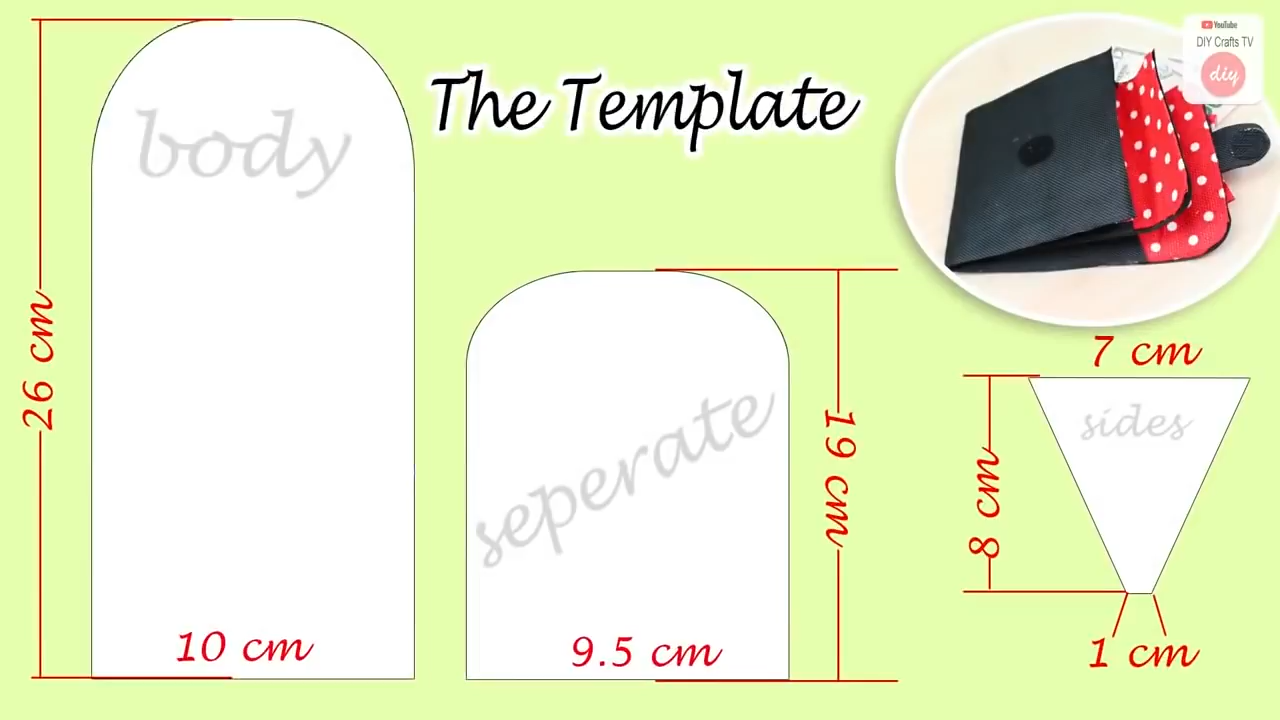 The Template
YouTube
DIY Crafts TV
diy
body
26 cm
10 cm
seperate
19 cm
9.5 cm
7 cm
sides
8 cm
1 cm